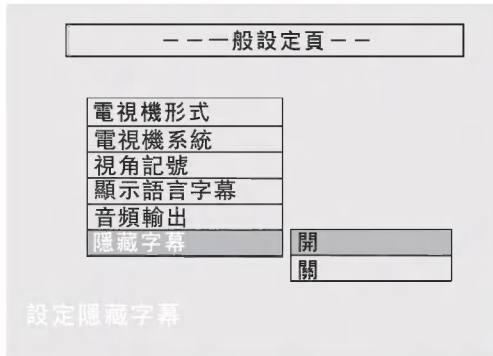 －－一般設定頁－－
電視機形式
電視機系統
視角記號
顯示語言字幕
音頻輸出
隱藏字幕
開
關
設定隱藏字幕